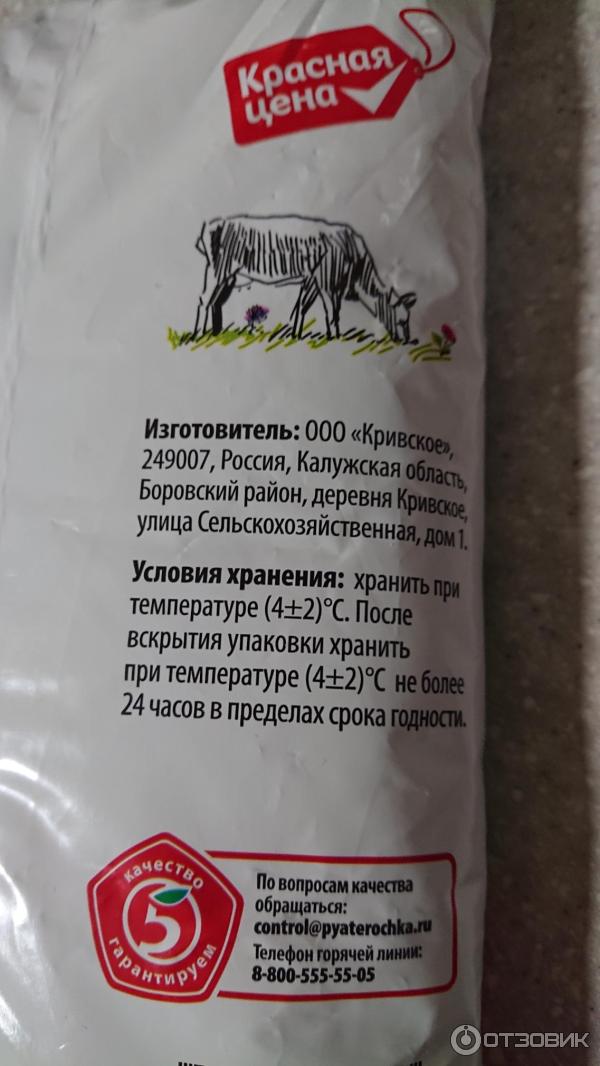 Красная
цена
Изготовитель: ООО «Кривское»,
249007, Россия, Калужская область,
Боровский район, деревня Кривское,
улица Сельскохозяйственная, дом 1.
Условия хранения: хранить при
температуре (4±2)°С. После
вскрытия упаковки хранить
при температуре (4±2)°С не более
24 часов в пределах срока годности.
качество
5
гарантируем
По вопросам качества
обращаться:
control@pyaterochka.ru
Телефон горячей линии:
8-800-555-55-05
ОТЗОВИК